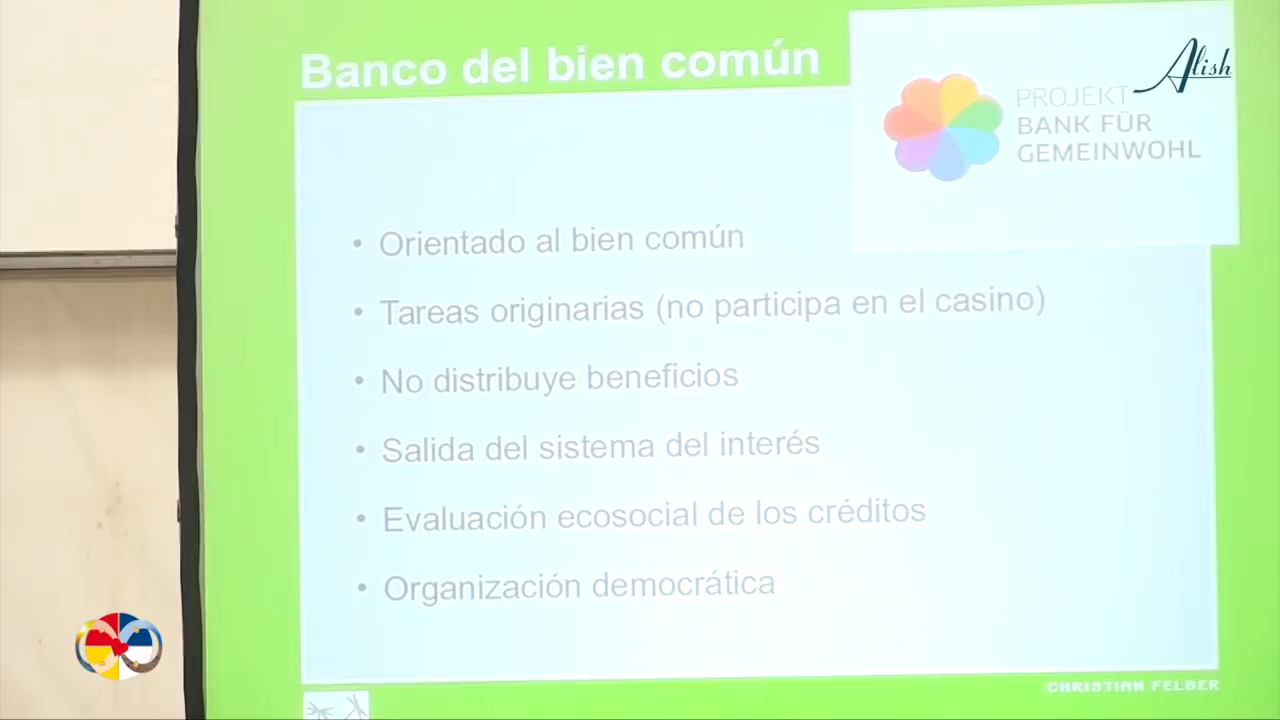 Banco del bien común
Alish
PROJEKT
BANK FÜR
GEMEINWOHL
• Orientado al bien común
• Tareas originarias (no participa en el casino)
• No distribuye beneficios
• Salida del sistema del interés
• Evaluación ecosocial de los créditos
• Organización democrática
CHRISTIAN FELBER